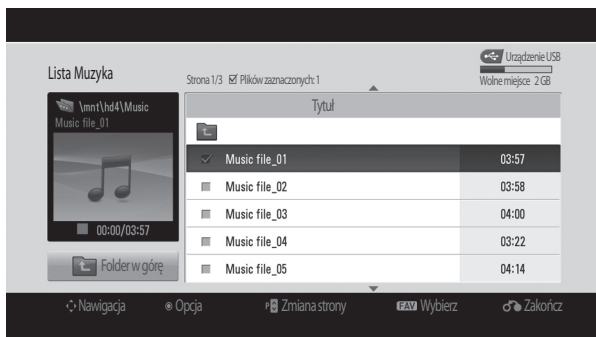 Urządzenie USB
Lista Muzyka
Strona 1/3 Plików zaznaczonych: 1
Wolne miejsce 2 GB
\mnt\hd4\Music
Music file_01
00:00/03:57
Folder w górę
Tytuł
Music file_01 03:57
Music file_02 03:58
Music file_03 04:00
Music file_04 03:22
Music file_05 04:14
Nawigacja Opcja P Zmiana strony FAV Wybierz Zakończ